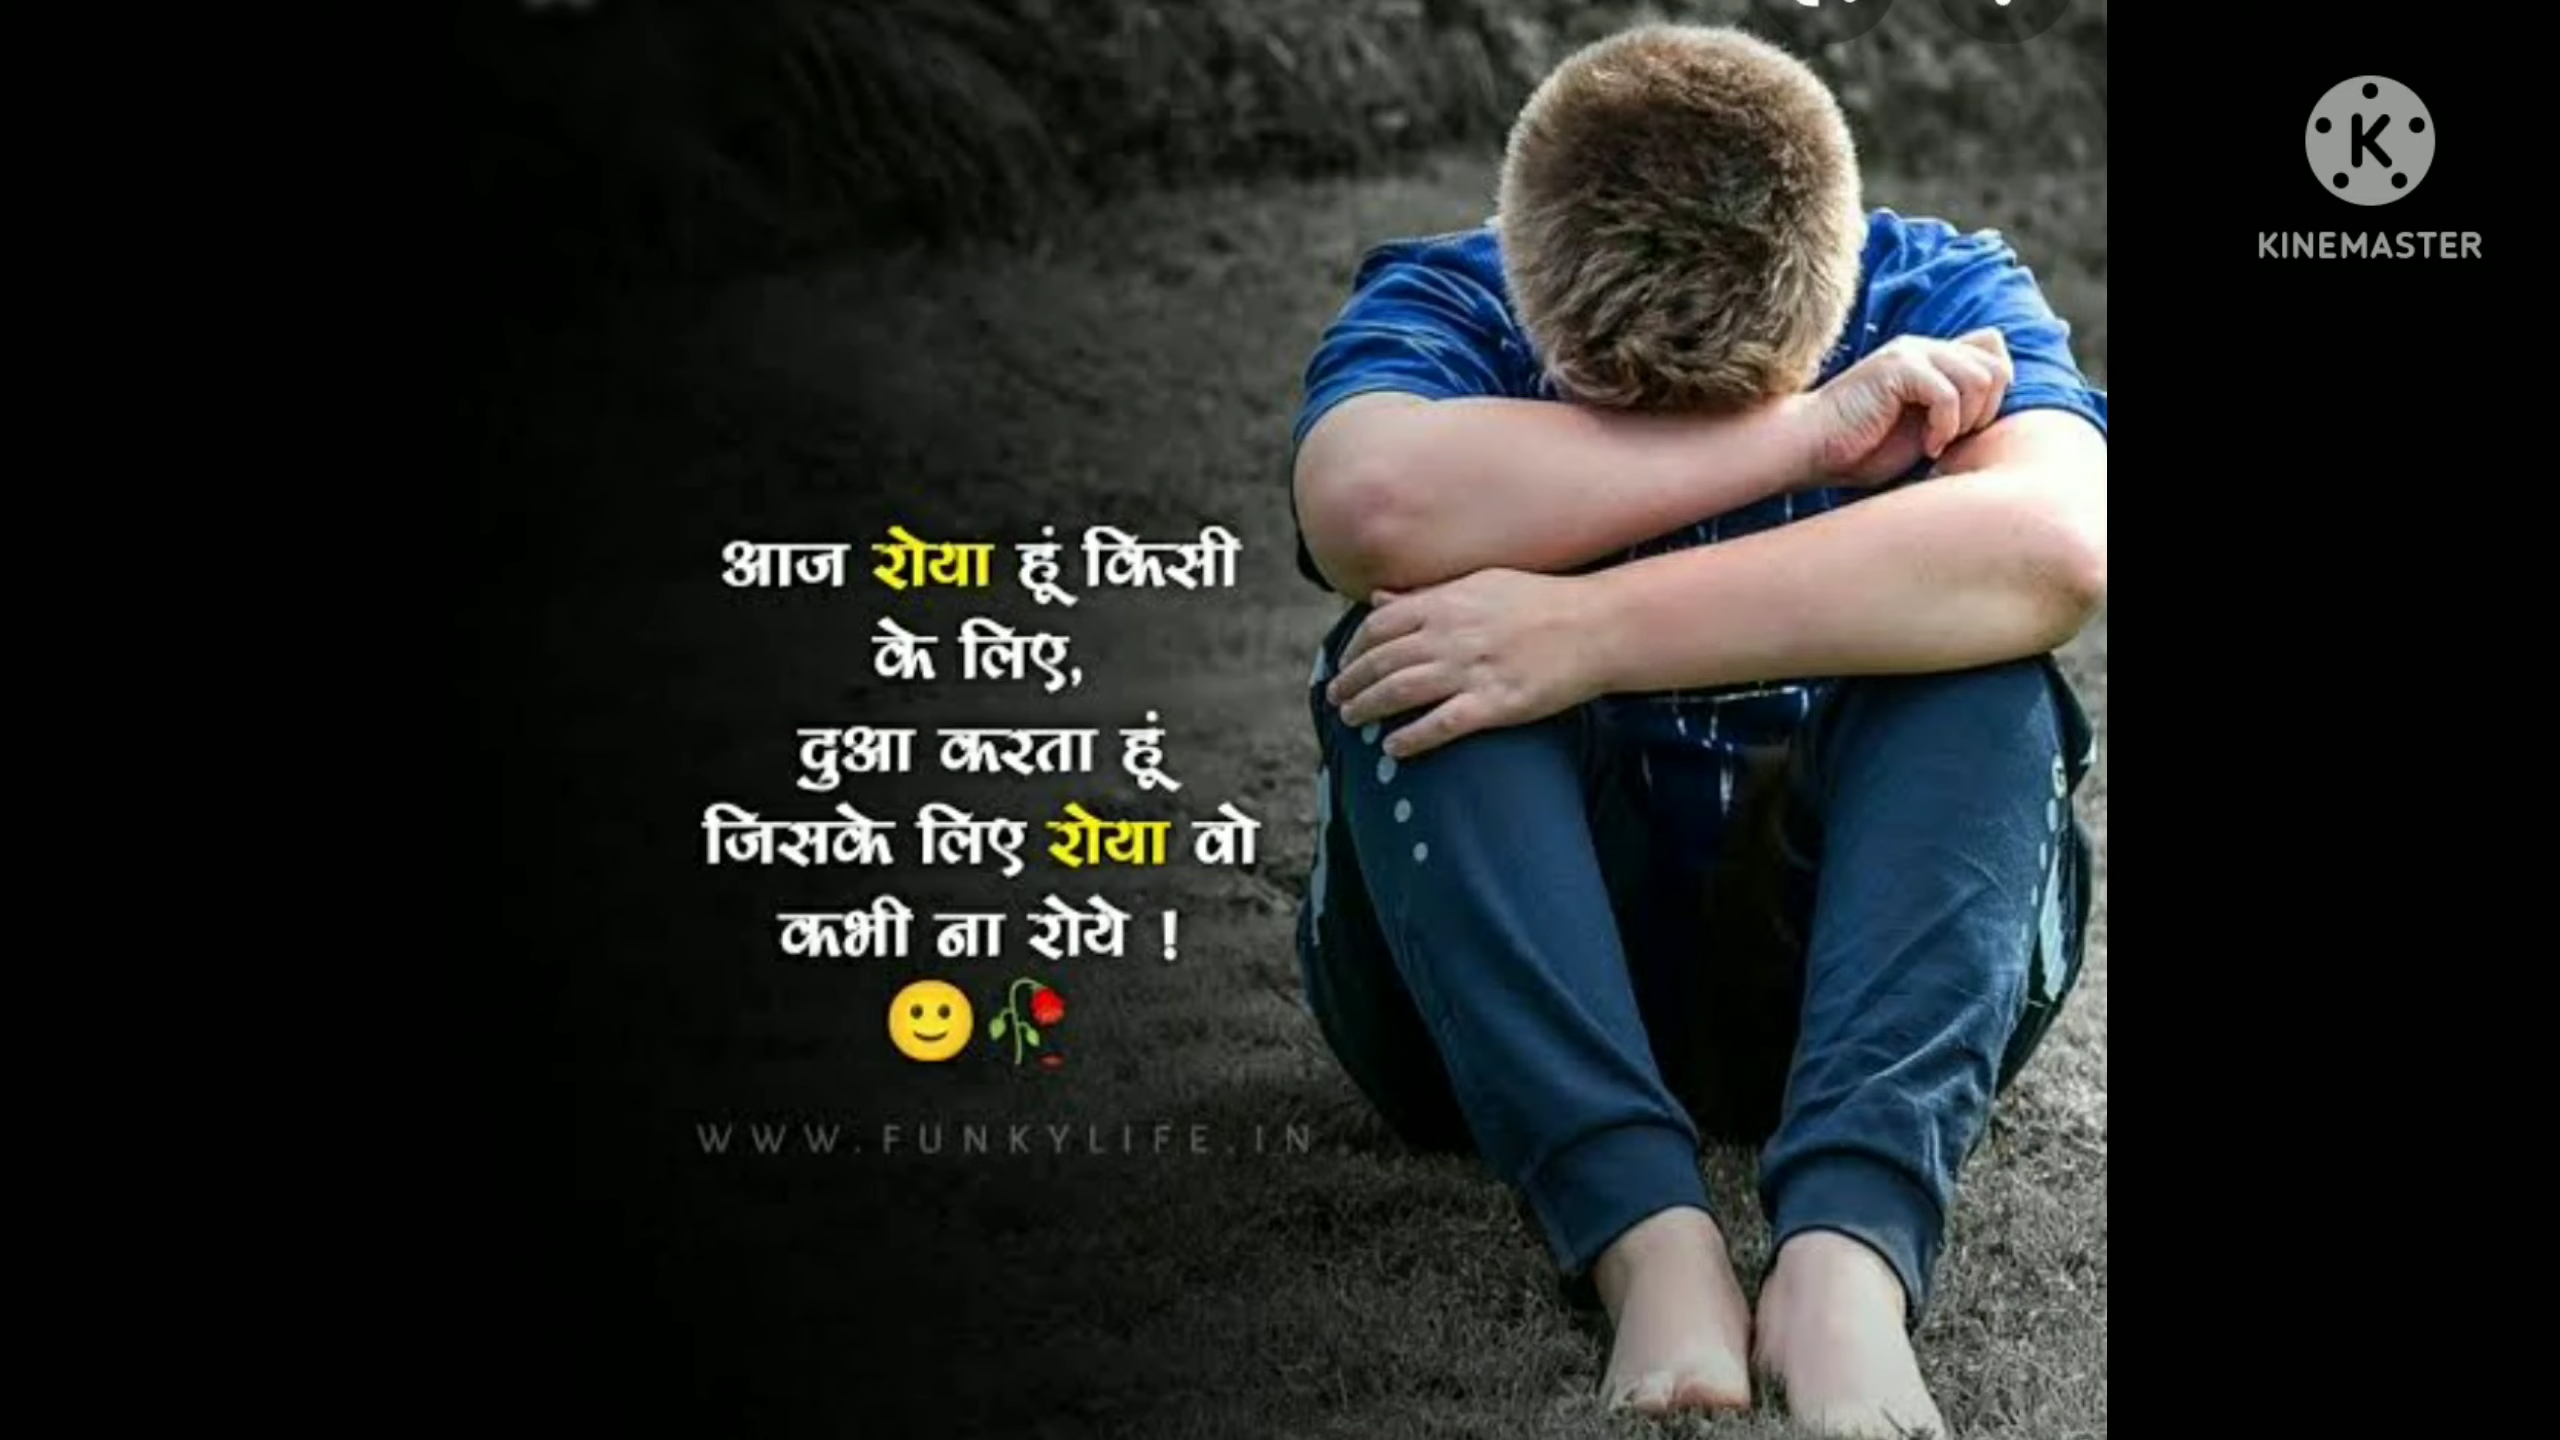 आज रोया हूं किसी
के लिए,
दुआ करता हूं
जिसके लिए रोया वो
कभी ना रोये !
WWW.FUNKYLIFE.IN
K
KINEMASTER